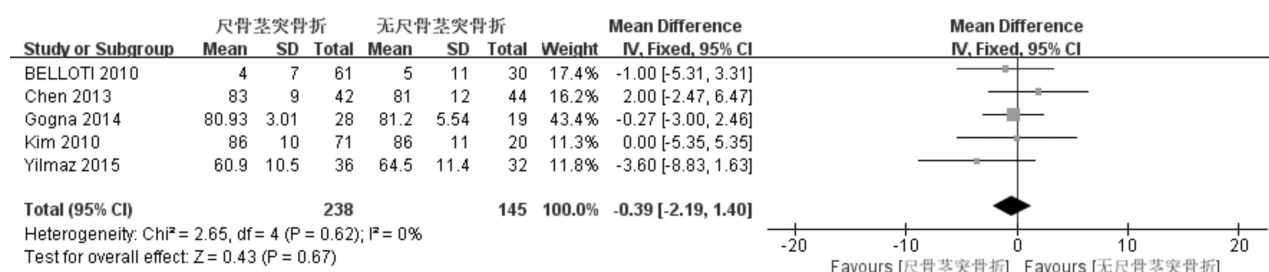 尺骨茎突骨折 无尺骨茎突骨折 Mean Difference Mean Difference
Study or Subgroup Mean SD Total Mean SD Total Weight IV, Fixed, 95% CI IV, Fixed, 95% CI
BELLOTI 2010 4 7 61 5 11 30 17.4% -1.00 [-5.31, 3.31]
Chen 2013 83 9 42 81 12 44 16.2% 2.00 [-2.47, 6.47]
Gogna 2014 80.93 3.01 28 81.2 5.54 19 43.4% -0.27 [-3.00, 2.46]
Kim 2010 86 10 71 86 11 20 11.3% 0.00 [-5.35, 5.35]
Yilmaz 2015 60.9 10.5 36 64.5 11.4 32 11.8% -3.60 [-8.83, 1.63]
Total (95% CI) 238 145 100.0% -0.39 [-2.19, 1.40]
Heterogeneity: Chi² = 2.65, df = 4 (P = 0.62); I² = 0%
Test for overall effect: Z = 0.43 (P = 0.67)
-20 -10 0 10 20
Favours [尺骨茎突骨折] Favours [无尺骨茎突骨折]